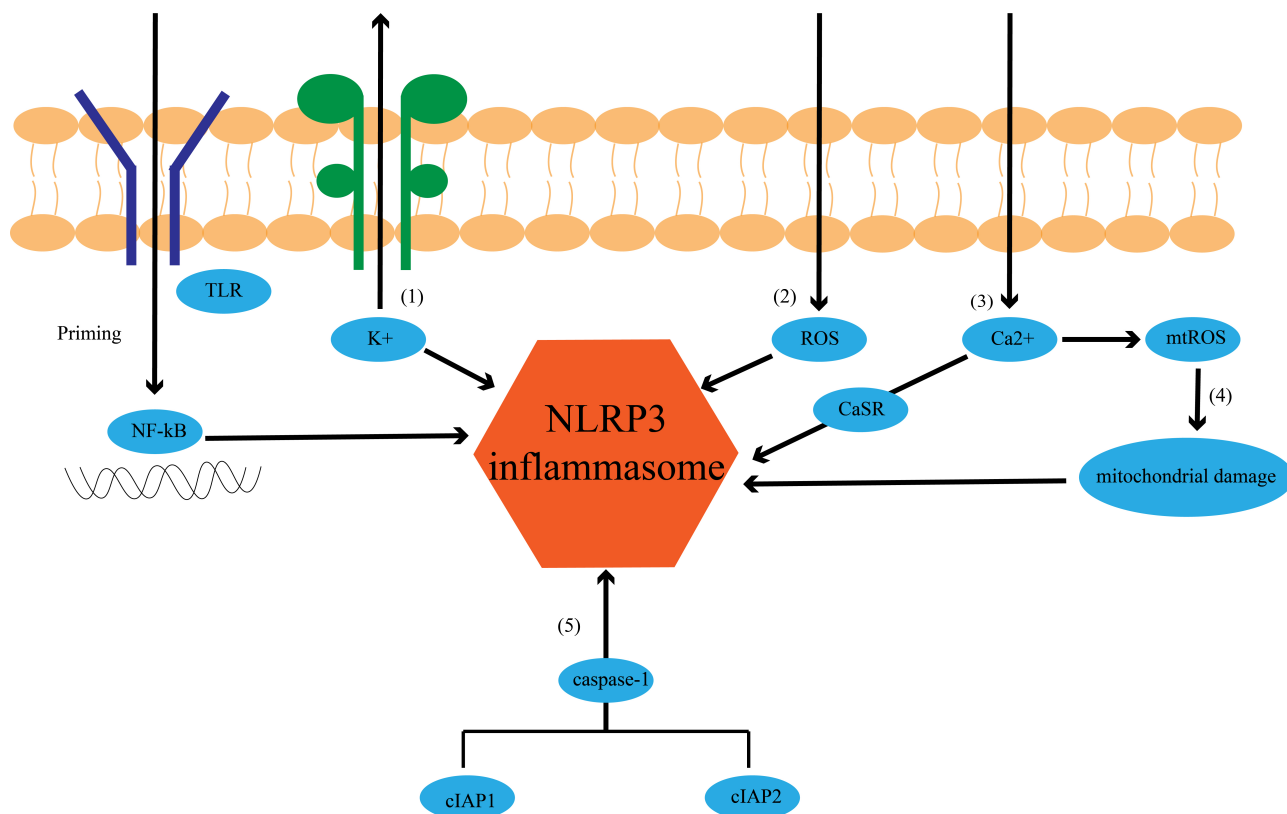 TLR
(1)
(2)
(3)
Priming
K+
ROS
Ca2+
mtROS
(4)
CaSR
NLRP3
inflammasome
NF-kB
mitochondrial damage
(5)
caspase-1
cIAP1
cIAP2